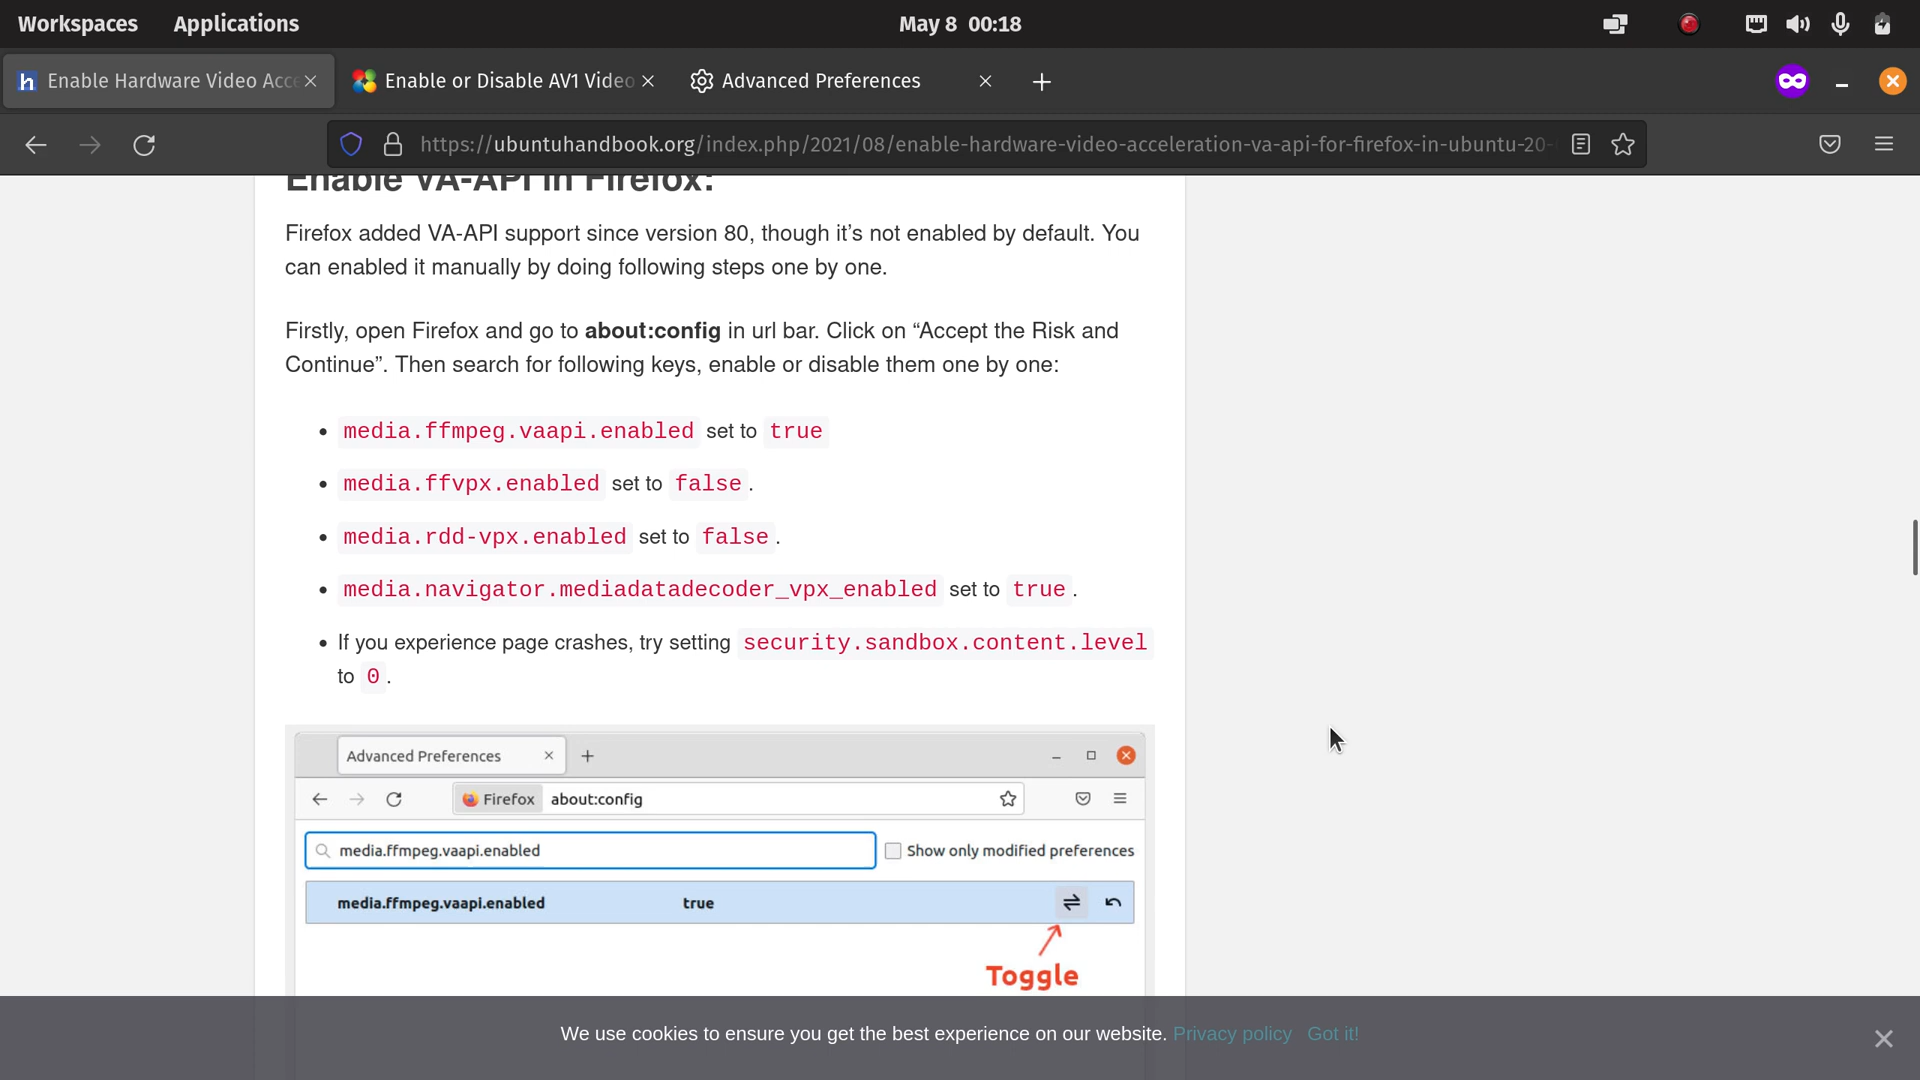 Workspaces Applications May 8 00:18
Enable Hardware Video Acce Enable or Disable AV1 Video Advanced Preferences
https://ubuntuhandbook.org/index.php/2021/08/enable-hardware-video-acceleration-va-api-for-firefox-in-ubuntu-20-
Enable VA-API in Firefox:
Firefox added VA-API support since version 80, though it’s not enabled by default. You
can enabled it manually by doing following steps one by one.
Firstly, open Firefox and go to about:config in url bar. Click on “Accept the Risk and
Continue”. Then search for following keys, enable or disable them one by one:
• media.ffmpeg.vaapi.enabled set to true
• media.ffvpx.enabled set to false.
• media.rdd-vpx.enabled set to false.
• media.navigator.mediadatadecoder_vpx_enabled set to true.
• If you experience page crashes, try setting security.sandbox.content.level
to 0.
Advanced Preferences
Firefox about:config
media.ffmpeg.vaapi.enabled Show only modified preferences
media.ffmpeg.vaapi.enabled true
Toggle
We use cookies to ensure you get the best experience on our website. Privacy policy Got it!